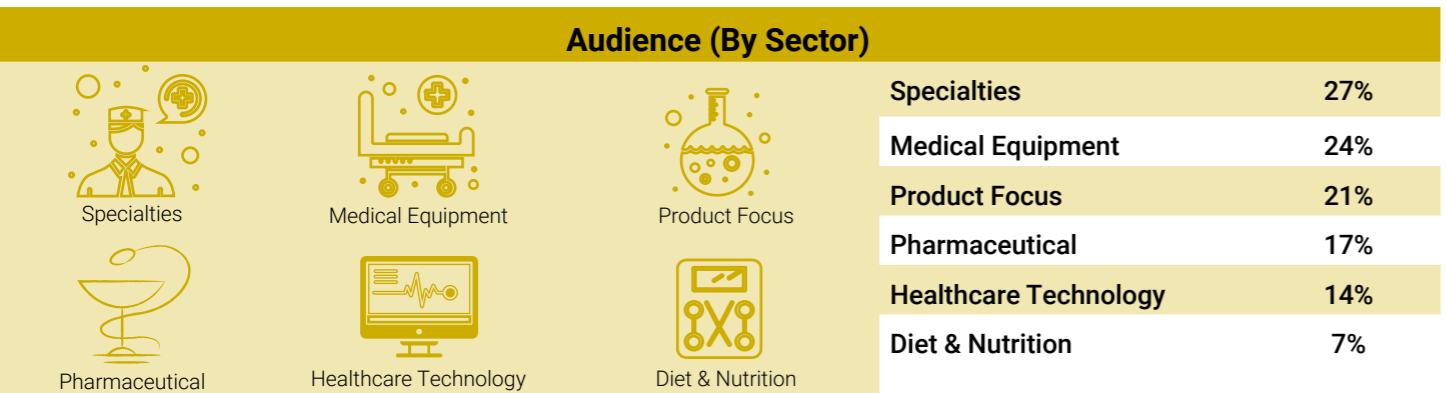 Audience (By Sector)
Specialties
Medical Equipment
Product Focus
Pharmaceutical
Healthcare Technology
Diet & Nutrition
Specialties 27%
Medical Equipment 24%
Product Focus 21%
Pharmaceutical 17%
Healthcare Technology 14%
Diet & Nutrition 7%